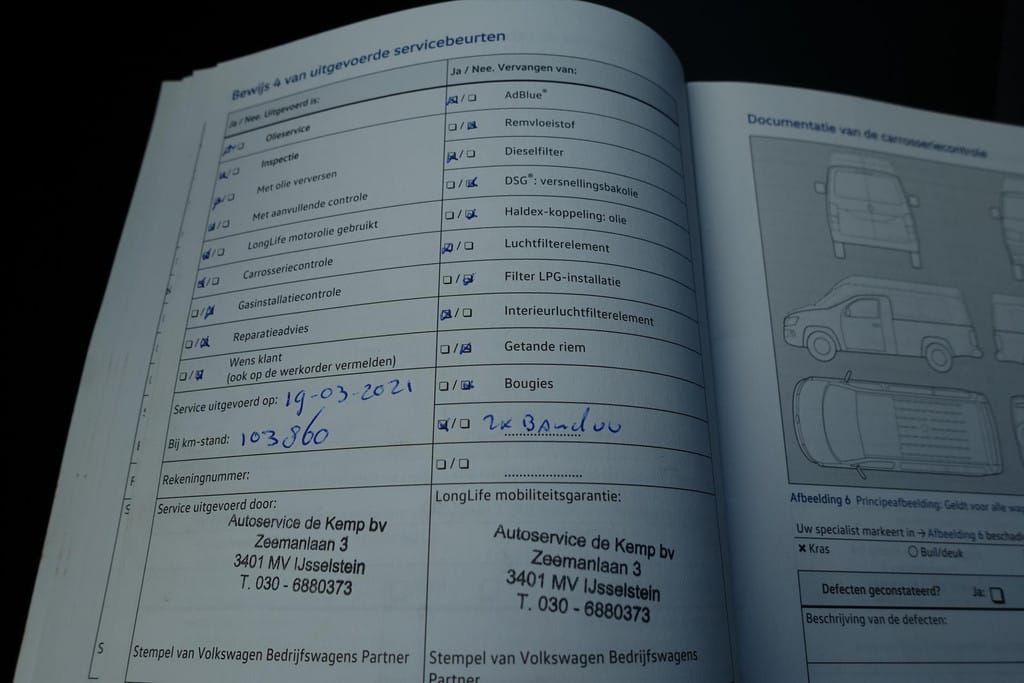 Bewijs 4 van uitgevoerde servicebeurten
Ja / Nee. Uitgevoerd is:
Olieservice
Inspectie
Met olie verversen
Met aanvullende controle
LongLife motorolie gebruikt
Carrosseriecontrole
Gasinstallatiecontrole
Reparatieadvies
Wens klant
(ook op de werkorder vermelden)
Service uitgevoerd op: 19-03-2021
Bij km-stand: 103860
Rekeningnummer:
Service uitgevoerd door:
Autoservice de Kemp bv
Zeemanlaan 3
3401 MV IJsselstein
T. 030 - 6880373
Stempel van Volkswagen Bedrijfswagens Partner
Ja / Nee. Vervangen van:
AdBlue®
Remvloeistof
Dieselfilter
DSG®: versnellingsbakolie
Haldex-koppeling: olie
Luchtfilterelement
Filter LPG-installatie
Interieurluchtfilterelement
Getande riem
Bougies
2x Band
LongLife mobiliteitsgarantie:
Autoservice de Kemp bv
Zeemanlaan 3
3401 MV IJsselstein
T. 030 - 6880373
Stempel van Volkswagen Bedrijfswagens
Partner
Documentatie van de carrosseriecontrole
Afbeelding 6 Principeafbeelding: Geldt voor alle
Uw specialist markeert in → Afbeelding 6
Kras
Buil/deuk
Defecten geconstateerd? Ja:
Beschrijving van de defecten: